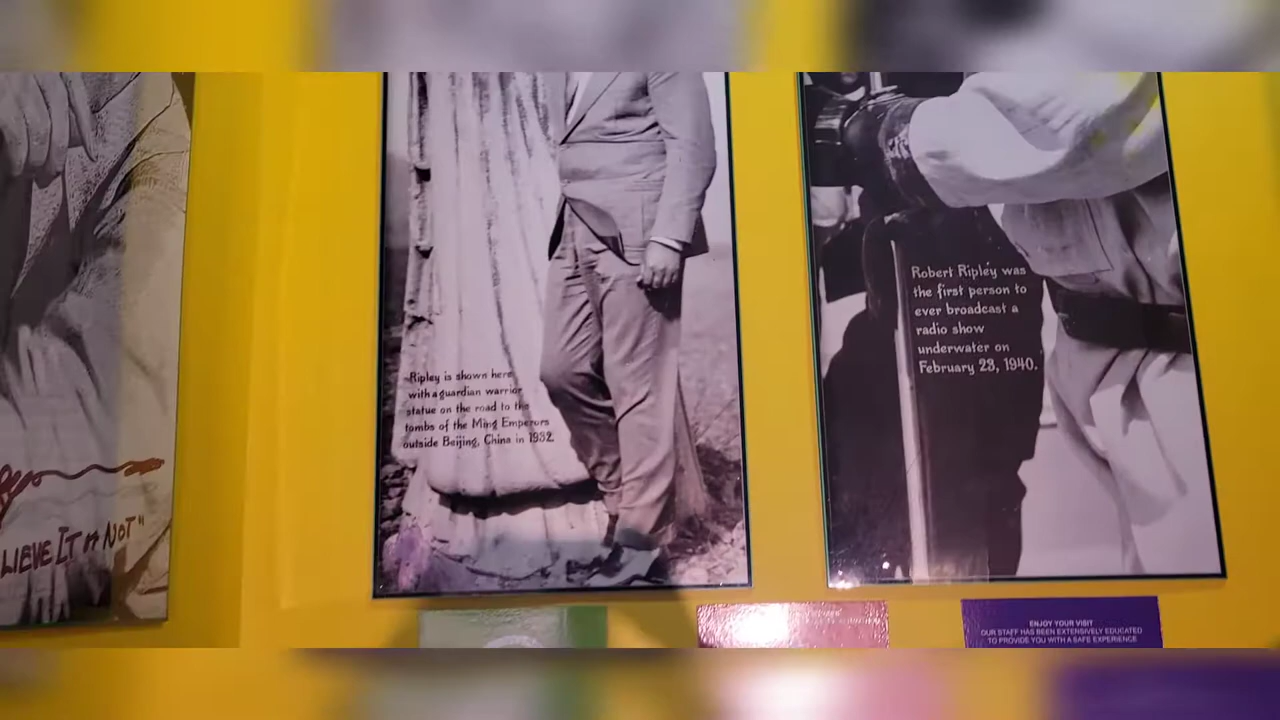 LIEVE IT OR NOT"
Ripley is shown here
with a guardian warrior
statue on the road to the
tombs of the Ming Emperors
outside Beijing, China in 1932.
Robert Ripley was
the first person to
ever broadcast a
radio show
underwater on
February 23, 1940.
ENJOY YOUR VISIT
OUR STAFF HAS BEEN EXTENSIVELY EDUCATED
TO PROVIDE YOU WITH A SAFE EXPERIENCE